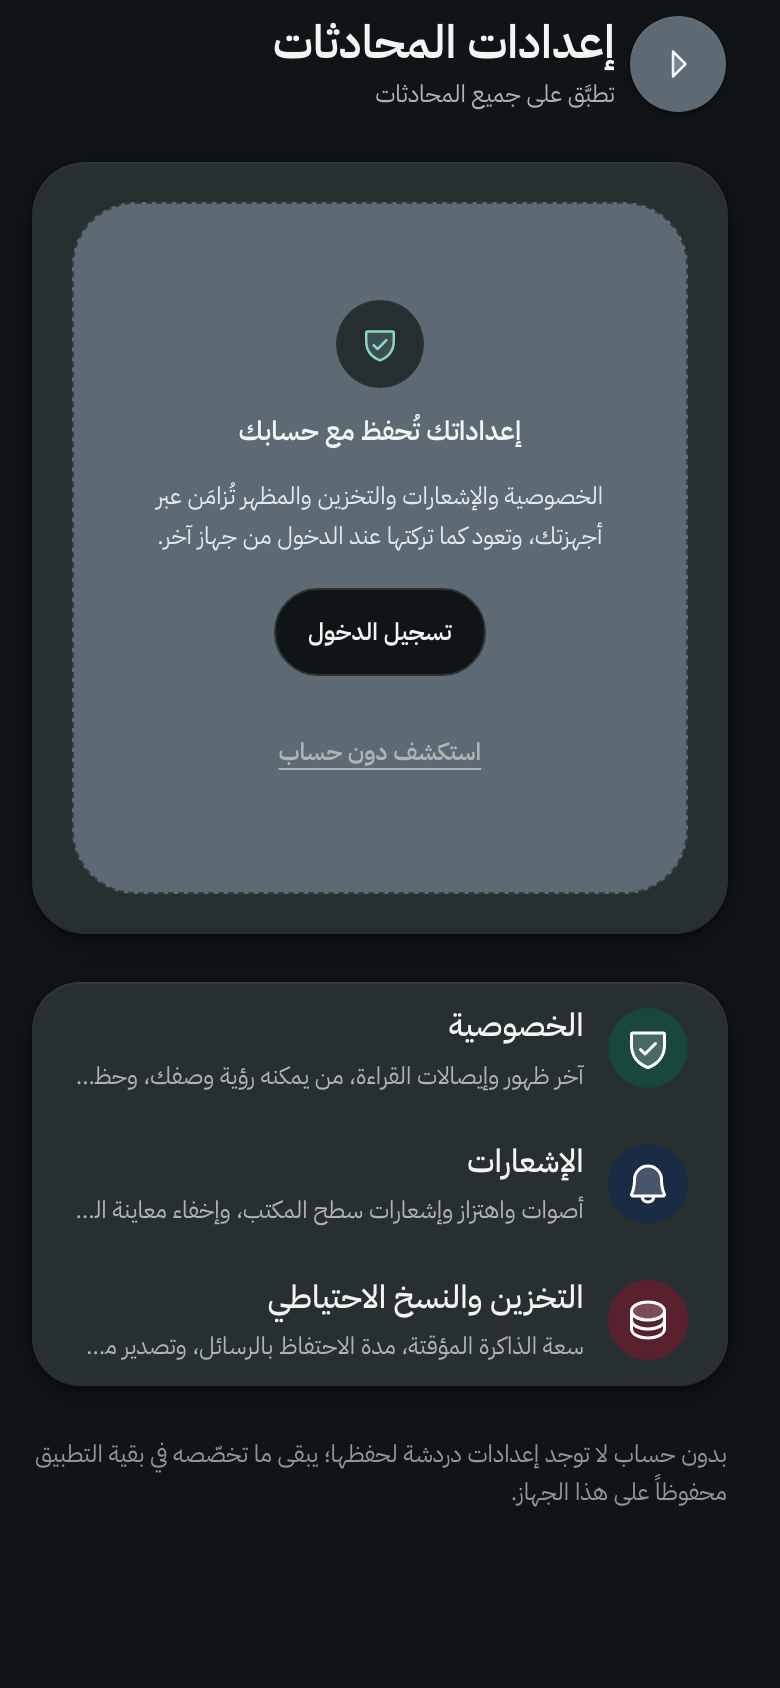 إعدادات المحادثات
تطبَّق على جميع المحادثات
إعداداتك تُحفظ مع حسابك
الخصوصية والإشعارات والتخزين والمظهر تُزامَن عبر
أجهزتك، وتعود كما تركتها عند الدخول من جهاز آخر.
تسجيل الدخول
استكشف دون حساب
الخصوصية
آخر ظهور وإيصالات القراءة، من يمكنه رؤية وصفك، وحظ...
الإشعارات
أصوات واهتزاز وإشعارات سطح المكتب، وإخفاء معاينة الـ...
التخزين والنسخ الاحتياطي
سعة الذاكرة المؤقتة، مدة الاحتفاظ بالرسائل، وتصدير مـ...
بدون حساب لا توجد إعدادات دردشة لحفظها؛ يبقى ما تخصّصه في بقية التطبيق
محفوظاً على هذا الجهاز.